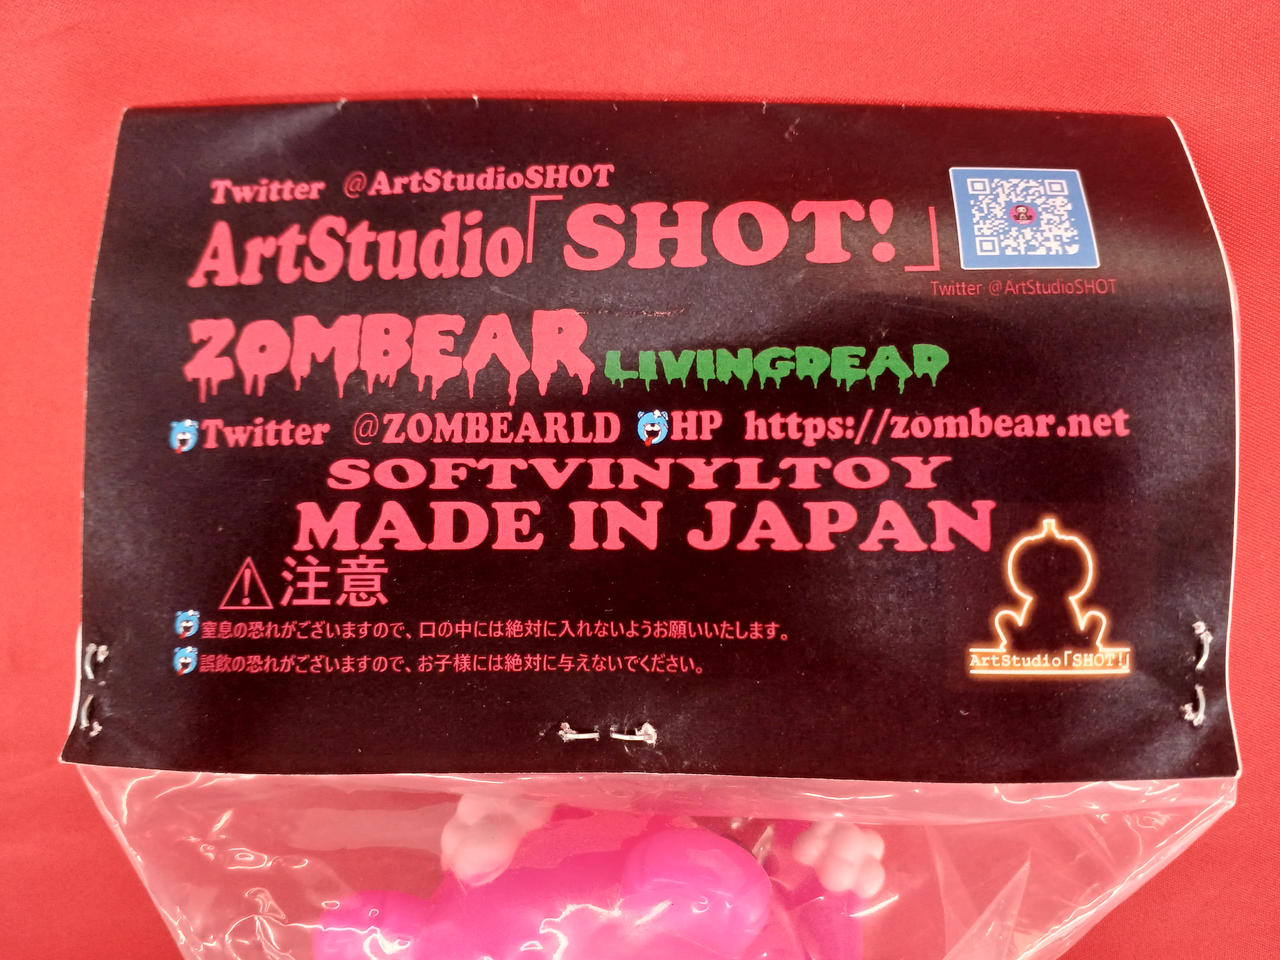 Twitter @ArtStudioSHOT
ArtStudio「SHOT!」
Twitter @ArtStudioSHOT
ZOMBEAR LIVINGDEAD
Twitter @ZOMBEARLD HP https://zombear.net
SOFTVINYLTOY
MADE IN JAPAN
注意
窒息の恐れがございますので、口の中には絶対に入れないようお願いいたします。
誤飲の恐れがございますので、お子様には絶対に与えないでください。
ArtStudio「SHOT!」